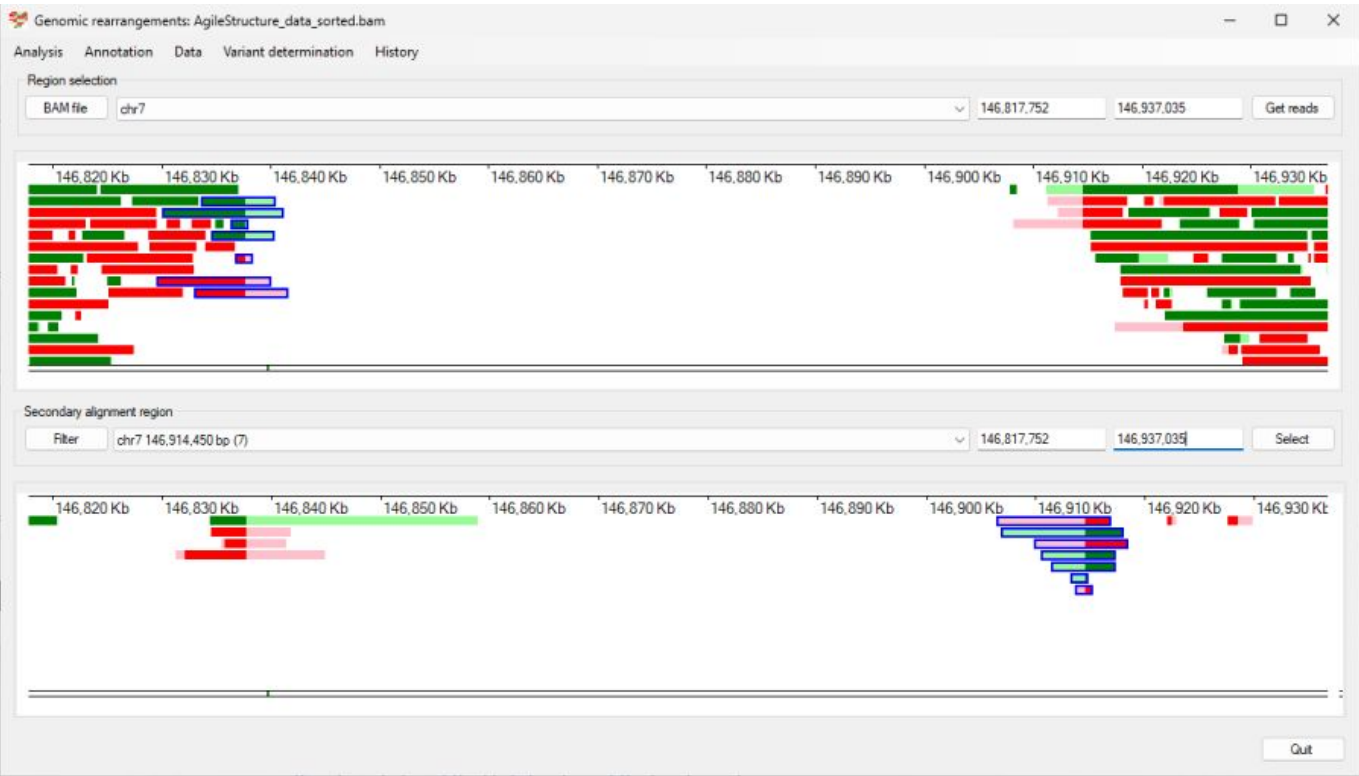 Genomic rearrangements: AgileStructure_data_sorted.bam
Analysis Annotation Data Variant determination History
Region selection
BAM file chr7 146,817,752 146,937,035 Get reads
146,820 Kb 146,830 Kb 146,840 Kb 146,850 Kb 146,860 Kb 146,870 Kb 146,880 Kb 146,890 Kb 146,900 Kb 146,910 Kb 146,920 Kb 146,930 Kb
Secondary alignment region
Filter chr7 146,914,450 bp (7) 146,817,752 146,937,035 Select
146,820 Kb 146,830 Kb 146,840 Kb 146,850 Kb 146,860 Kb 146,870 Kb 146,880 Kb 146,890 Kb 146,900 Kb 146,910 Kb 146,920 Kb 146,930 Kb
Quit